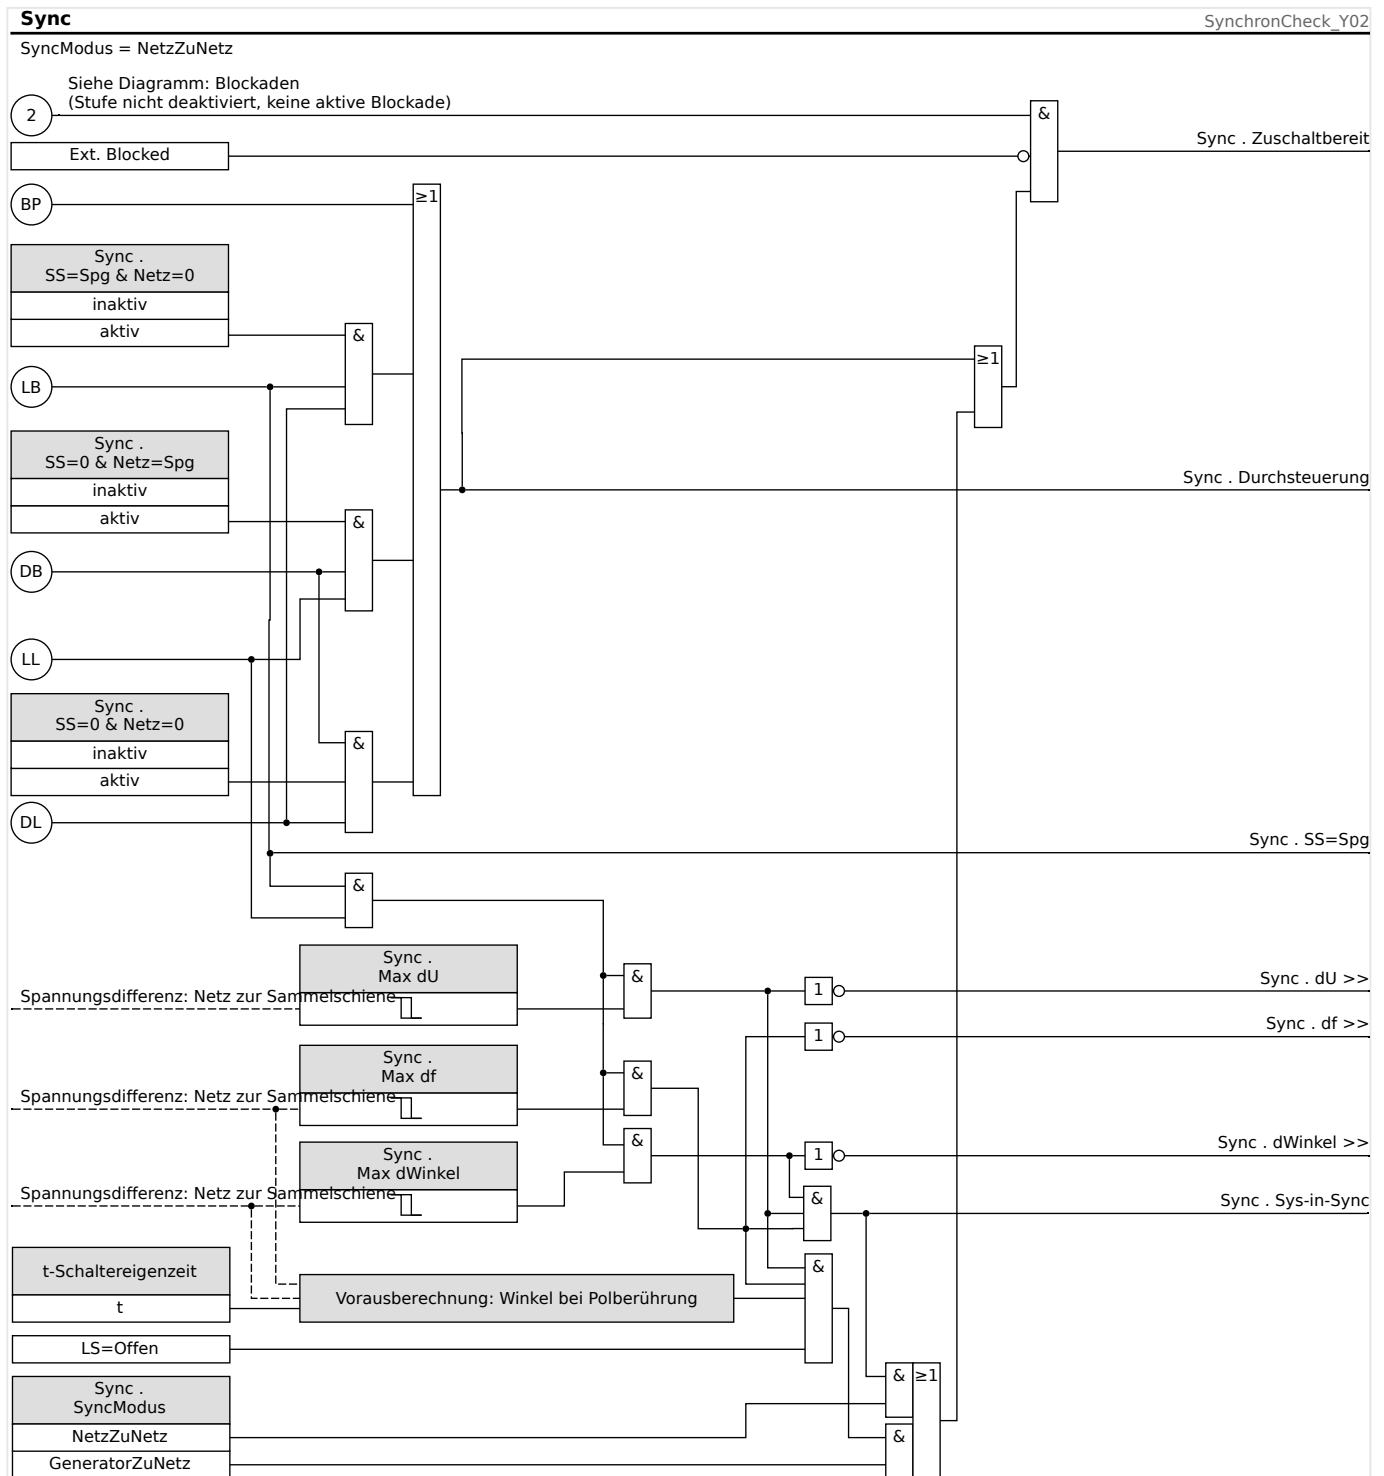 Sync
SynchronCheck_Y02
SyncModus = NetzZuNetz
Siehe Diagramm: Blockaden
(Stufe nicht deaktiviert, keine aktive Blockade)
2
&
Sync . Zuschaltbereit
Ext. Blocked
BP
≥1
Sync .
SS=Spg & Netz=0
inaktiv
aktiv
&
≥1
LB
Sync .
SS=0 & Netz=Spg
inaktiv
aktiv
&
Sync . Durchsteuerung
DB
LL
Sync .
SS=0 & Netz=0
inaktiv
aktiv
&
DL
Sync . SS=Spg
&
Sync .
Max dU
Spannungsdifferenz: Netz zur Sammelschiene
&
1
Sync . dU >>
1
Sync . df >>
Sync .
Max df
Spannungsdifferenz: Netz zur Sammelschiene
&
&
1
Sync . dWinkel >>
Sync .
Max dWinkel
Spannungsdifferenz: Netz zur Sammelschiene
&
Sync . Sys-in-Sync
t-Schaltereigenzeit
t
Vorausberechnung: Winkel bei Polberührung
&
LS=Offen
Sync .
SyncModus
NetzZuNetz
GeneratorZuNetz
&
≥1
&